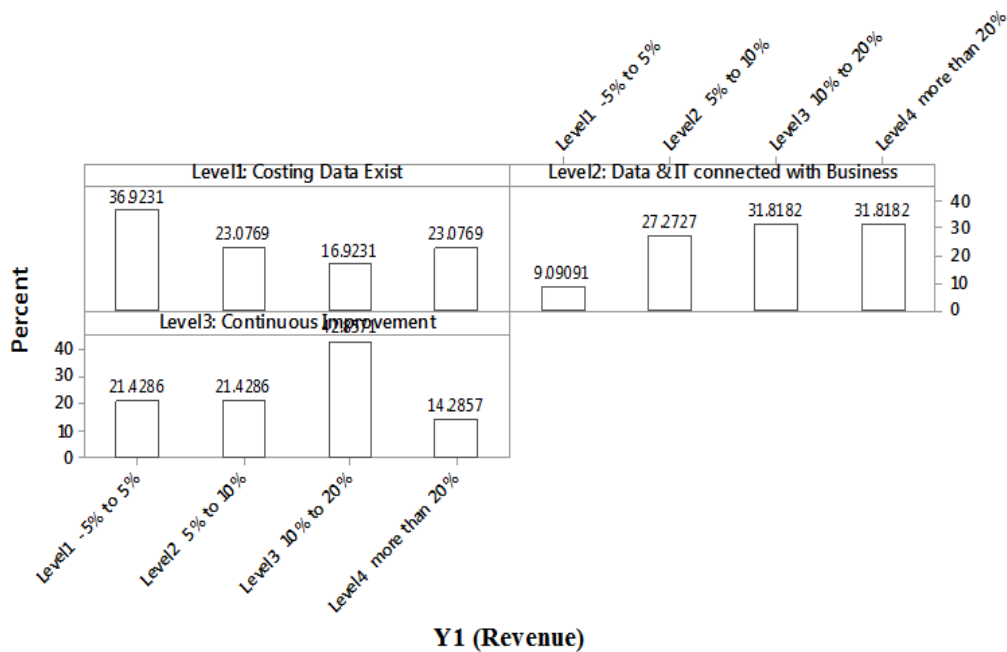 Level1 -5% to 5%
Level2 5% to 10%
Level3 10% to 20%
Level4 more than 20%
Level1: Costing Data Exist
Level2: Data & IT connected with Business
36.9231
23.0769
16.9231
23.0769
9.09091
27.2727
31.8182
31.8182
40
30
20
10
0
Percent
Level3: Continuous Improvement
40
30
20
10
0
21.4286
21.4286
42.8571
14.2857
Level1 -5% to 5%
Level2 5% to 10%
Level3 10% to 20%
Level4 more than 20%
Y1 (Revenue)